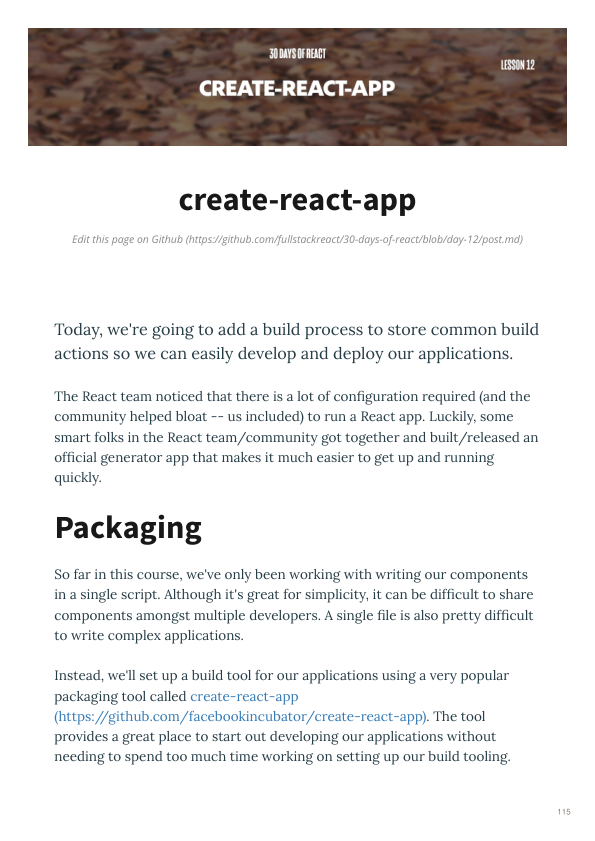 30 DAYS OF REACT
LESSON 12
CREATE-REACT-APP
create-react-app
Edit this page on Github (https://github.com/fullstackreact/30-days-of-react/blob/day-12/post.md)
Today, we're going to add a build process to store common build
actions so we can easily develop and deploy our applications.
The React team noticed that there is a lot of configuration required (and the
community helped bloat -- us included) to run a React app. Luckily, some
smart folks in the React team/community got together and built/released an
official generator app that makes it much easier to get up and running
quickly.
Packaging
So far in this course, we've only been working with writing our components
in a single script. Although it's great for simplicity, it can be difficult to share
components amongst multiple developers. A single file is also pretty difficult
to write complex applications.
Instead, we'll set up a build tool for our applications using a very popular
packaging tool called create-react-app
(https://github.com/facebookincubator/create-react-app). The tool
provides a great place to start out developing our applications without
needing to spend too much time working on setting up our build tooling.
115